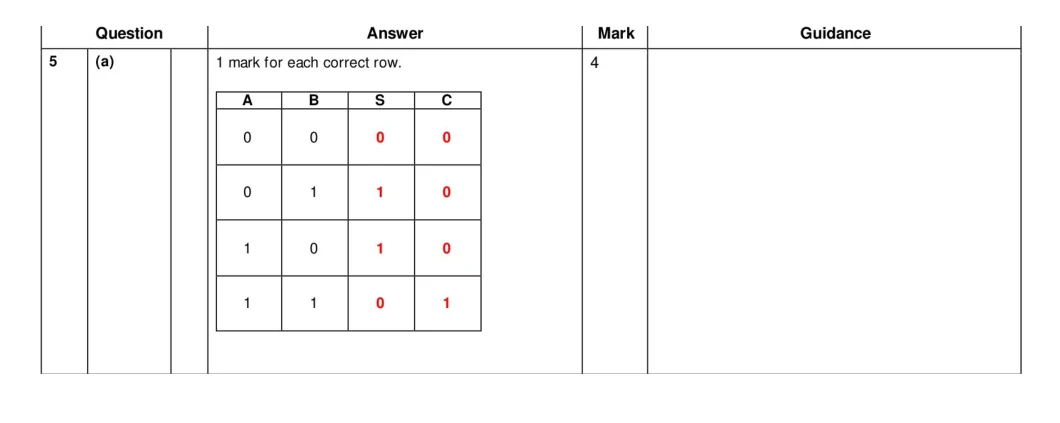 Question Answer Mark Guidance
5 (a) 1 mark for each correct row. 4
A B S C
0 0 0 0
0 1 1 0
1 0 1 0
1 1 0 1